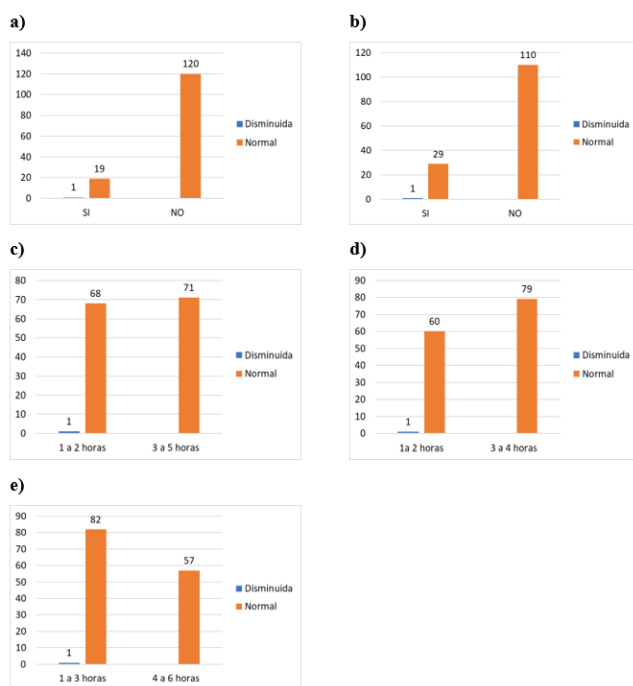 a)
140
120
100
80
60
40
20
0
1
19
120
SI
NO
Disminuida
Normal
b)
120
100
80
60
40
20
0
1
29
110
SI
NO
Disminuida
Normal
c)
80
70
60
50
40
30
20
10
0
1
68
71
1 a 2 horas
3 a 5 horas
Disminuida
Normal
d)
90
80
70
60
50
40
30
20
10
0
1
60
79
1a 2 horas
3 a 4 horas
Disminuida
Normal
e)
90
80
70
60
50
40
30
20
10
0
1
82
57
1 a 3 horas
4 a 6 horas
Disminuida
Normal